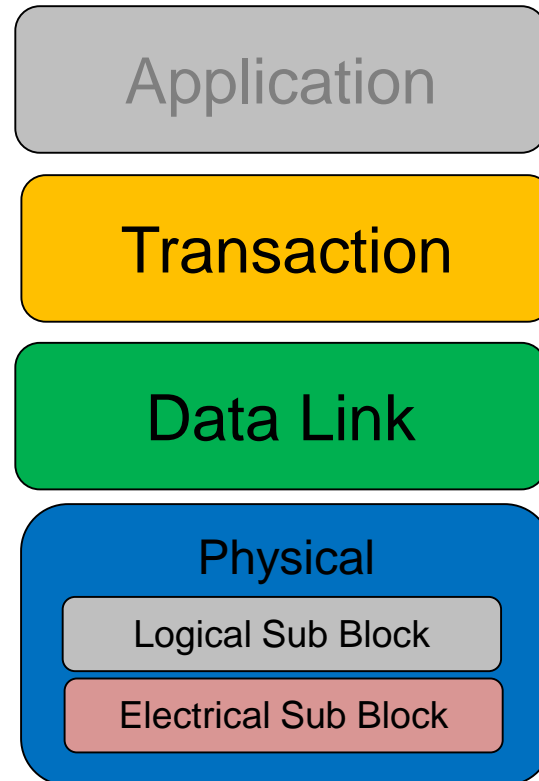 Application
Transaction
Data Link
Physical
Logical Sub Block
Electrical Sub Block